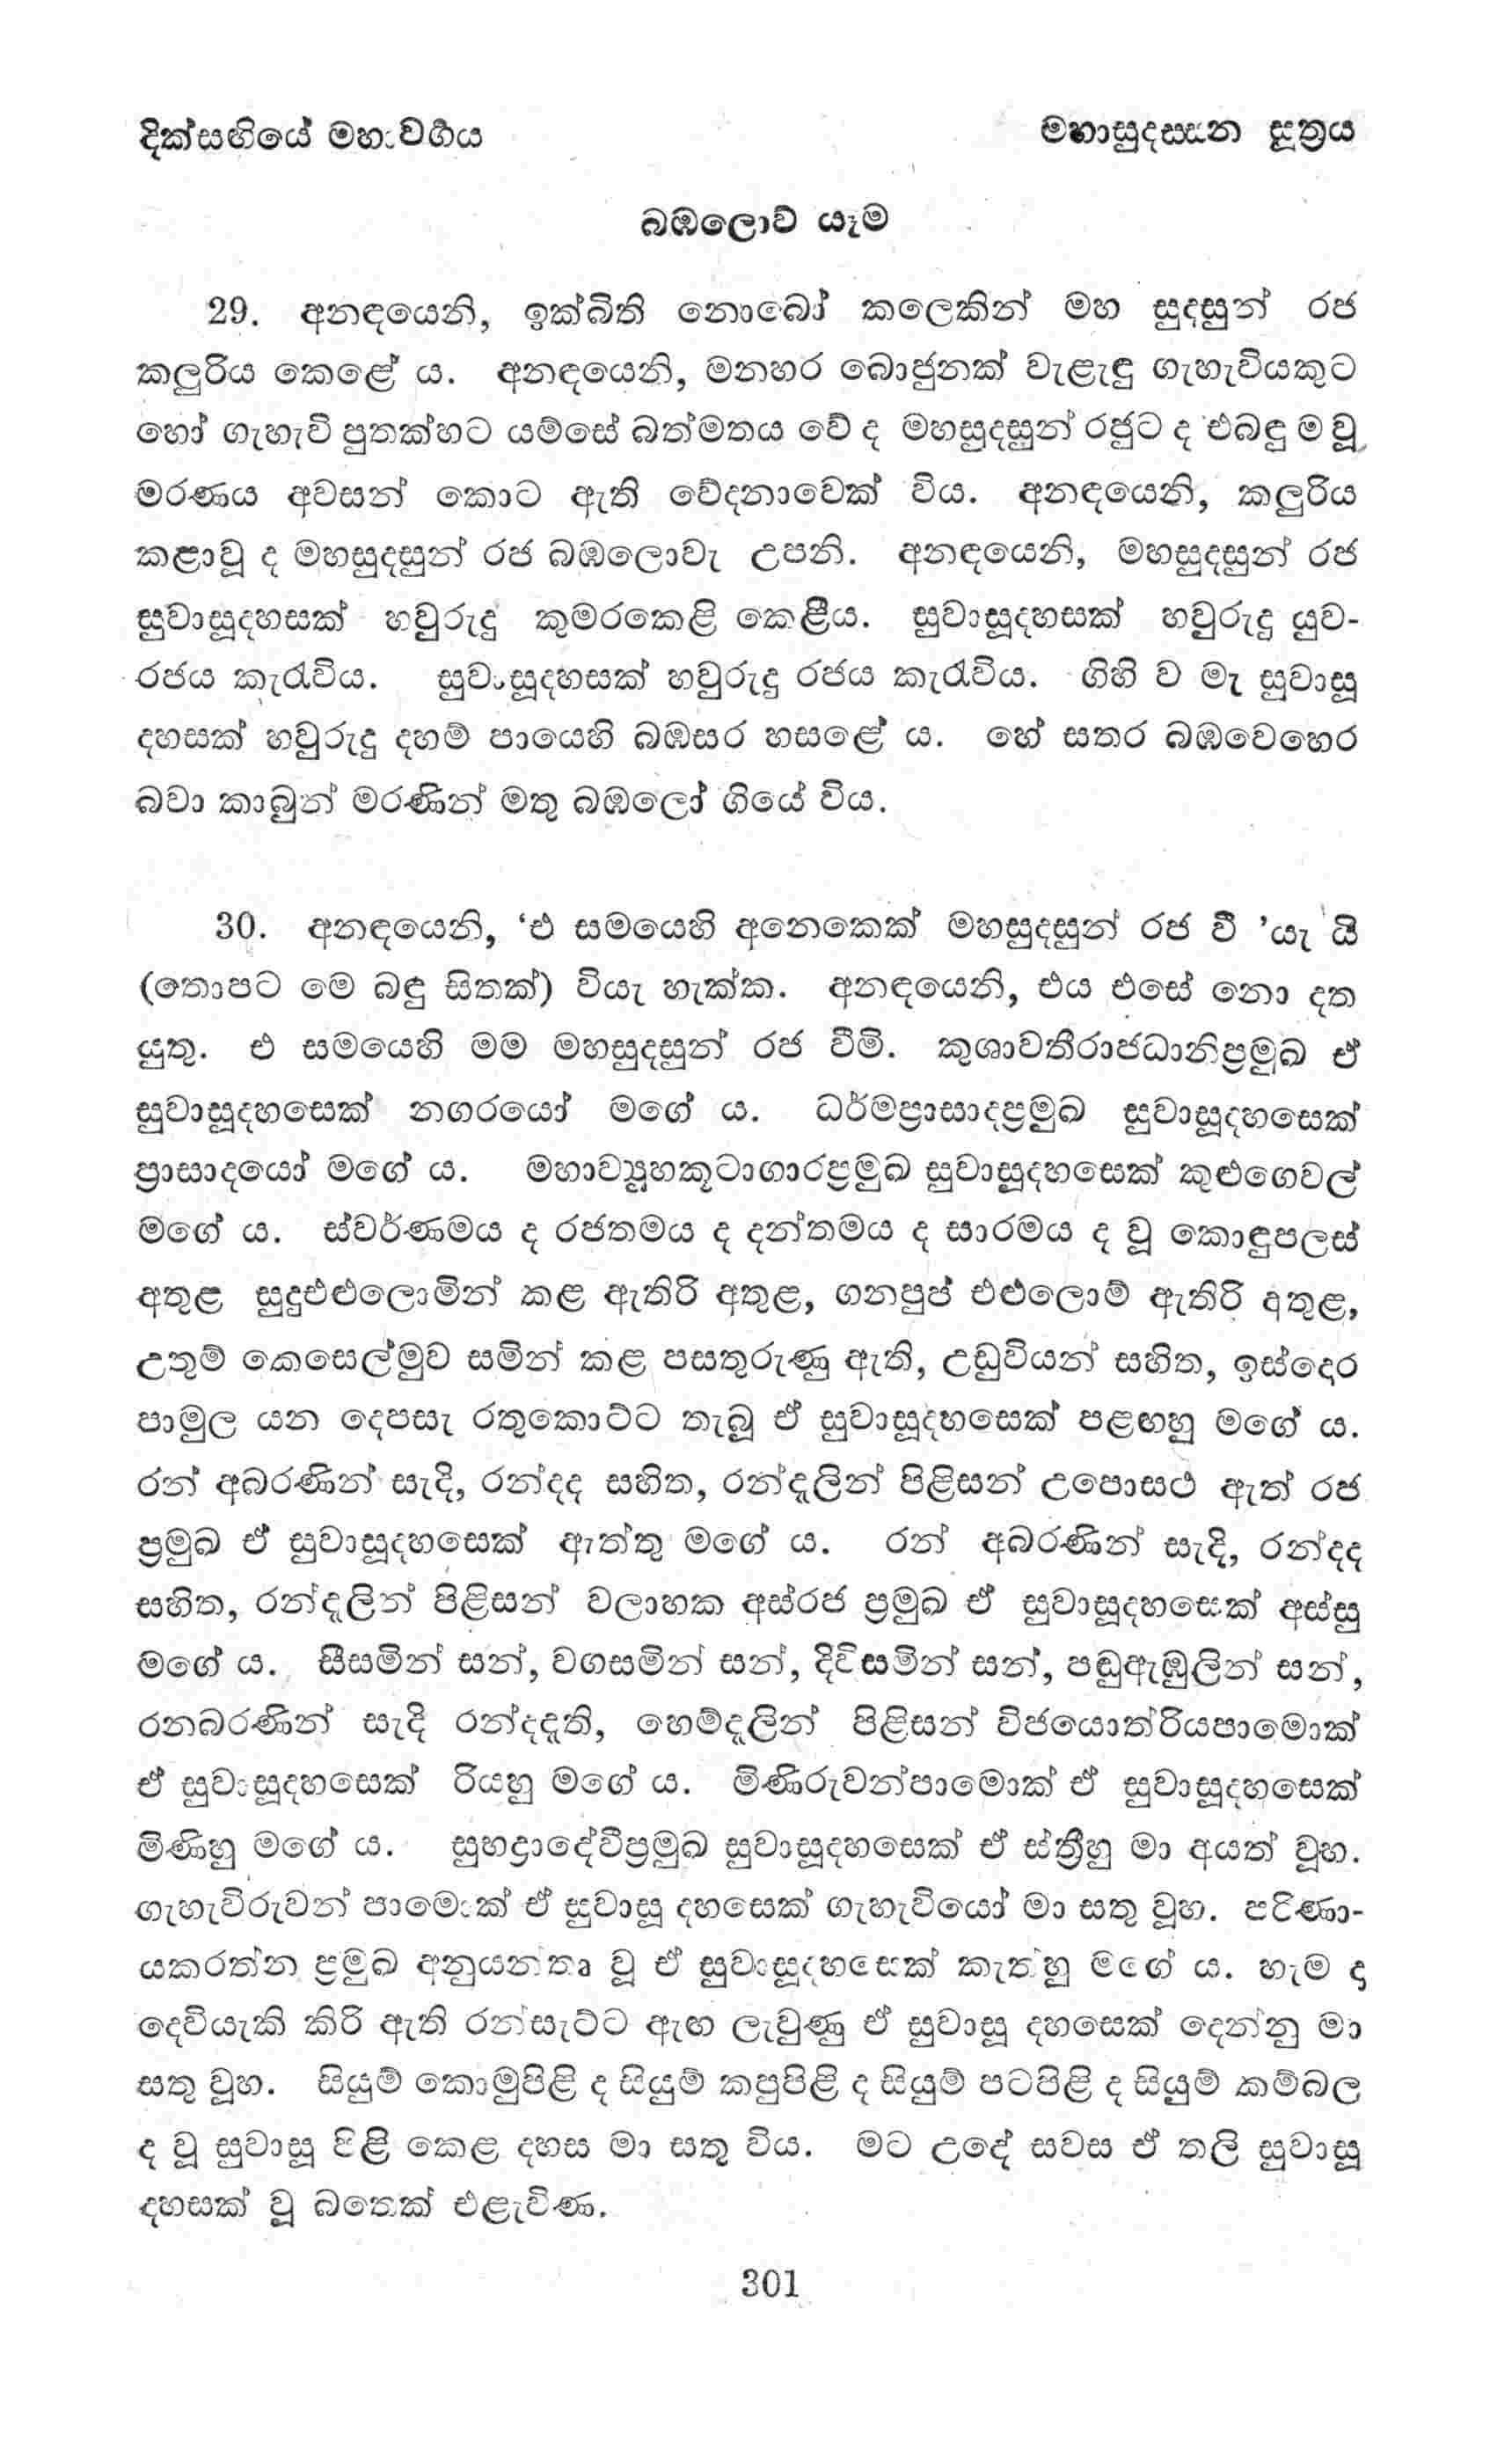 දික්සඟියේ මහාවර්‍ගය
මහාසුදස්සන සූත්‍රය
බඹලොව් යෑම
29. අනඳයෙනි, ඉක්බිති නොබෝ කලෙකින් මහ සුදසුන් රජ
කලුරිය කෙළේ ය. අනඳයෙනි, මනහර බොජුනක් වැළැඳූ ගැහැවියකුට
හෝ ගැහැවි පුතක්හට යම්සේ බත්මතය වේ ද මහසුදසුන් රජුට ද එබඳු ම වූ
මරණය අවසන් කොට ඇති වේදනාවෙක් විය. අනඳයෙනි, කලුරිය
කළාවූ ද මහසුදසුන් රජ බඹලොවැ උපනි. අනඳයෙනි, මහසුදසුන් රජ
සුවාසූදහසක් හවුරුදු කුමරකෙළි කෙළීය. සුවාසූදහසක් හවුරුදු යුව-
රජය කැරැවිය. සුවාසූදහසක් හවුරුදු රජය කැරැවිය. ගිහි ව මැ සුවාසූ
දහසක් හවුරුදු දහම් පායෙහි බඹසර හසළේ ය. හේ සතර බඹවෙහෙර
බවා කාබුන් මරණින් මතු බඹලෝ ගියේ විය.
30. අනඳයෙනි, ‘එ සමයෙහි අනෙකෙක් මහසුදසුන් රජ වී ’යැ යි
(තොපට මෙ බඳු සිතක්) වියැ හැක්ක. අනඳයෙනි, එය එසේ නො දත
යුතු. එ සමයෙහි මම මහසුදසුන් රජ වීමි. කුශාවතීරාජධානිප්‍රමුඛ ඒ
සුවාසූදහසෙක් නගරයෝ මගේ ය. ධර්මප්‍රාසාදප්‍රමුඛ සුවාසූදහසෙක්
ප්‍රාසාදයෝ මගේ ය. මහාව්‍යූහකූටාගාරප්‍රමුඛ සුවාසූදහසෙක් කුළුගෙවල්
මගේ ය. ස්වර්ණමය ද රජතමය ද දන්තමය ද සාරමය ද වූ කොඳුපලස්
අතුළ සුදුඑළුලොමින් කළ ඇතිරි අතුළ, ගනපුප් එළුලොම් ඇතිරි අතුළ,
උතුම් කෙසෙල්මුව සමින් කළ පසතුරුණු ඇති, උඩුවියන් සහිත, ඉස්දොර
පාමුල යන දෙපසැ රතුකොට්ට තැබූ ඒ සුවාසූදහසෙක් පළඟහු මගේ ය.
රන් අබරණින් සැදි, රන්දද සහිත, රන්දැලින් පිළිසන් උපොසථ ඇත් රජ
ප්‍රමුඛ ඒ සුවාසූදහසෙක් ඇත්තු මගේ ය. රන් අබරණින් සැදි, රන්දද
සහිත, රන්දැලින් පිළිසන් වලාහක අස්රජ ප්‍රමුඛ ඒ සුවාසූදහසෙක් අස්සු
මගේ ය. සීසමින් සන්, වගසමින් සන්, දිවිසමින් සන්, පඬුඇඹුලින් සන්,
රනබරණින් සැදි රන්දදැති, හෙම්දැලින් පිළිසන් විජයොත්රියපාමොක්
ඒ සුවාසූදහසෙක් රියහු මගේ ය. මිණිරුවන්පාමොක් ඒ සුවාසූදහසෙක්
මිණිහු මගේ ය. සුභද්‍රාදේවීප්‍රමුඛ සුවාසූදහසෙක් ඒ ස්ත්‍රීහු මා අයත් වූහ.
ගැහැවිරුවන් පාමොක් ඒ සුවාසූ දහසෙක් ගැහැවියෝ මා සතු වූහ. පරිණා-
යකරත්න ප්‍රමුඛ අනුයන්තෘ වූ ඒ සුවාසූදහසෙක් කැත්හු මගේ ය. හැම දා
දෙවියැකි කිරි ඇති රන්සැට්ට ඇඟ ලැවුණු ඒ සුවාසූ දහසෙක් දෙන්නු මා
සතු වූහ. සියුම් කොමුපිළි ද සියුම් කපුපිළි ද සියුම් පටපිළි ද සියුම් කම්බල
ද වූ සුවාසූ පිළී කෙළ දහස මා සතු විය. මට උදේ සවස ඒ තලි සුවාසූ
දහසක් වූ බතෙක් එළැවිණ.
301